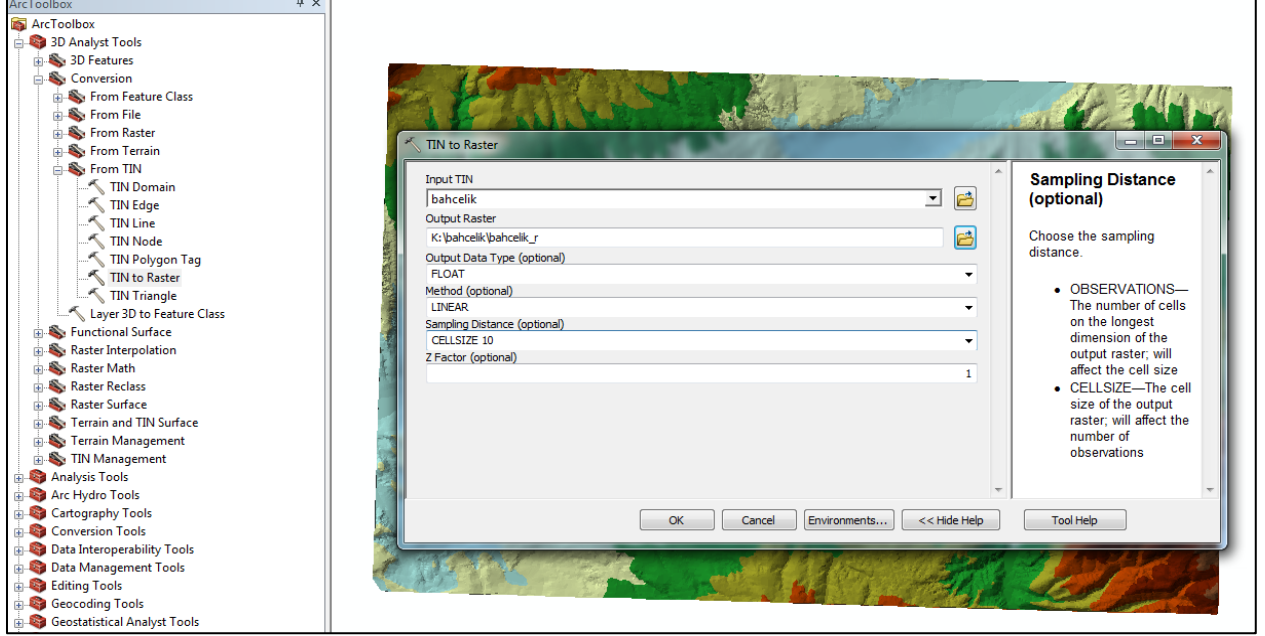 ArcToolbox
ArcToolbox
3D Analyst Tools
3D Features
Conversion
From Feature Class
From File
From Raster
From Terrain
From TIN
TIN Domain
TIN Edge
TIN Line
TIN Node
TIN Polygon Tag
TIN to Raster
TIN Triangle
Layer 3D to Feature Class
Functional Surface
Raster Interpolation
Raster Math
Raster Reclass
Raster Surface
Terrain and TIN Surface
Terrain Management
TIN Management
Analysis Tools
Arc Hydro Tools
Cartography Tools
Conversion Tools
Data Interoperability Tools
Data Management Tools
Editing Tools
Geocoding Tools
Geostatistical Analyst Tools
TIN to Raster
Input TIN
bahcelik
Output Raster
K:\bahcelik\bahcelik_r
Output Data Type (optional)
FLOAT
Method (optional)
LINEAR
Sampling Distance (optional)
CELLSIZE 10
Z Factor (optional)
1
OK
Cancel
Environments...
<< Hide Help
Sampling Distance
(optional)
Choose the sampling
distance.
• OBSERVATIONS—
The number of cells
on the longest
dimension of the
output raster; will
affect the cell size
• CELLSIZE—The cell
size of the output
raster; will affect the
number of
observations
Tool Help